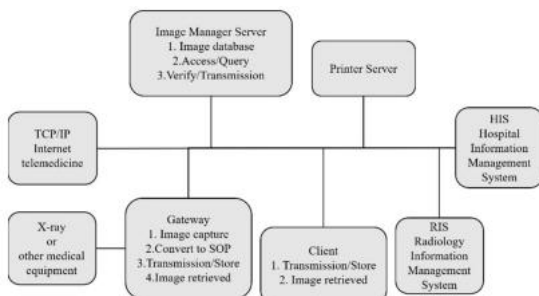 Image Manager Server
1. Image database
2.Access/Query
3.Verify/Transmission
Printer Server
TCP/IP
Internet
telemedicine
HIS
Hospital
Information
Management
System
X-ray
or
other medical
equipment
Gateway
1. Image capture
2.Convert to SOP
3.Transmission/Store
4.Image retrieved
Client
1. Transmission/Store
2. Image retrieved
RIS
Radiology
Information
Management
System